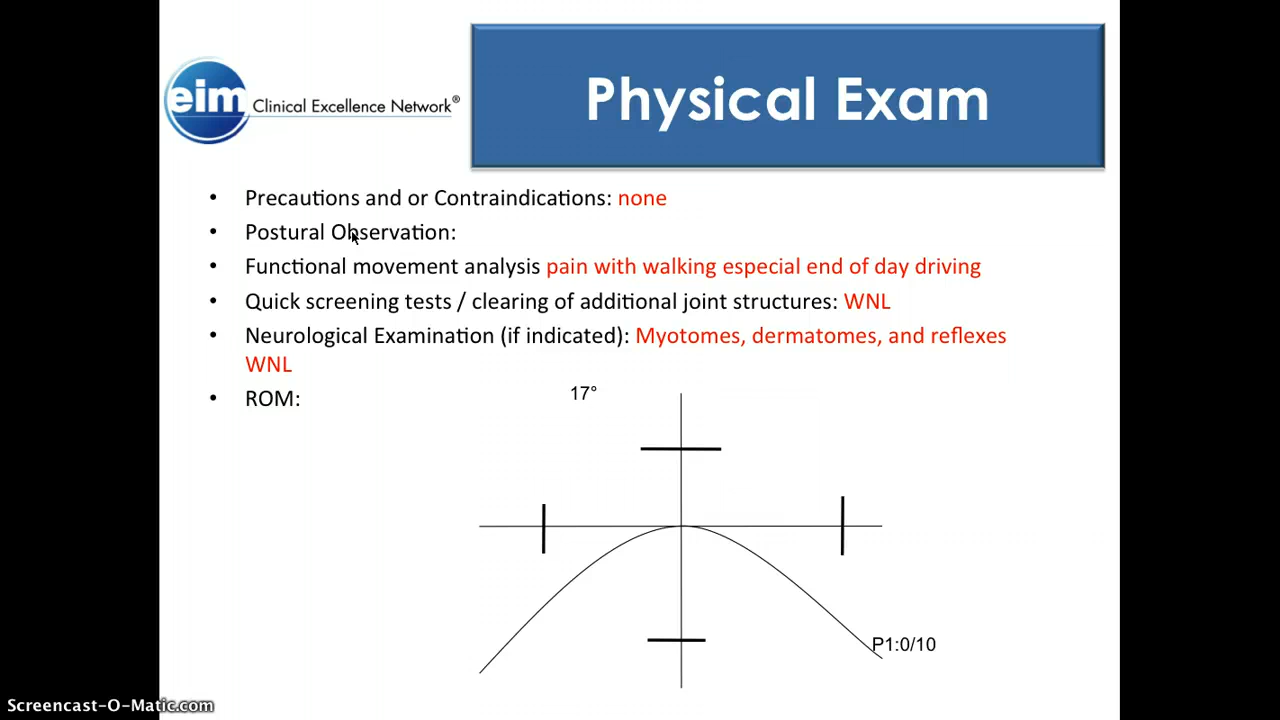 eim Clinical Excellence Network®
Physical Exam
• Precautions and or Contraindications: none
• Postural Observation:
• Functional movement analysis pain with walking especial end of day driving
• Quick screening tests / clearing of additional joint structures: WNL
• Neurological Examination (if indicated): Myotomes, dermatomes, and reflexes
WNL
• ROM:
17°
P1:0/10
Screencast-O-Matic.com